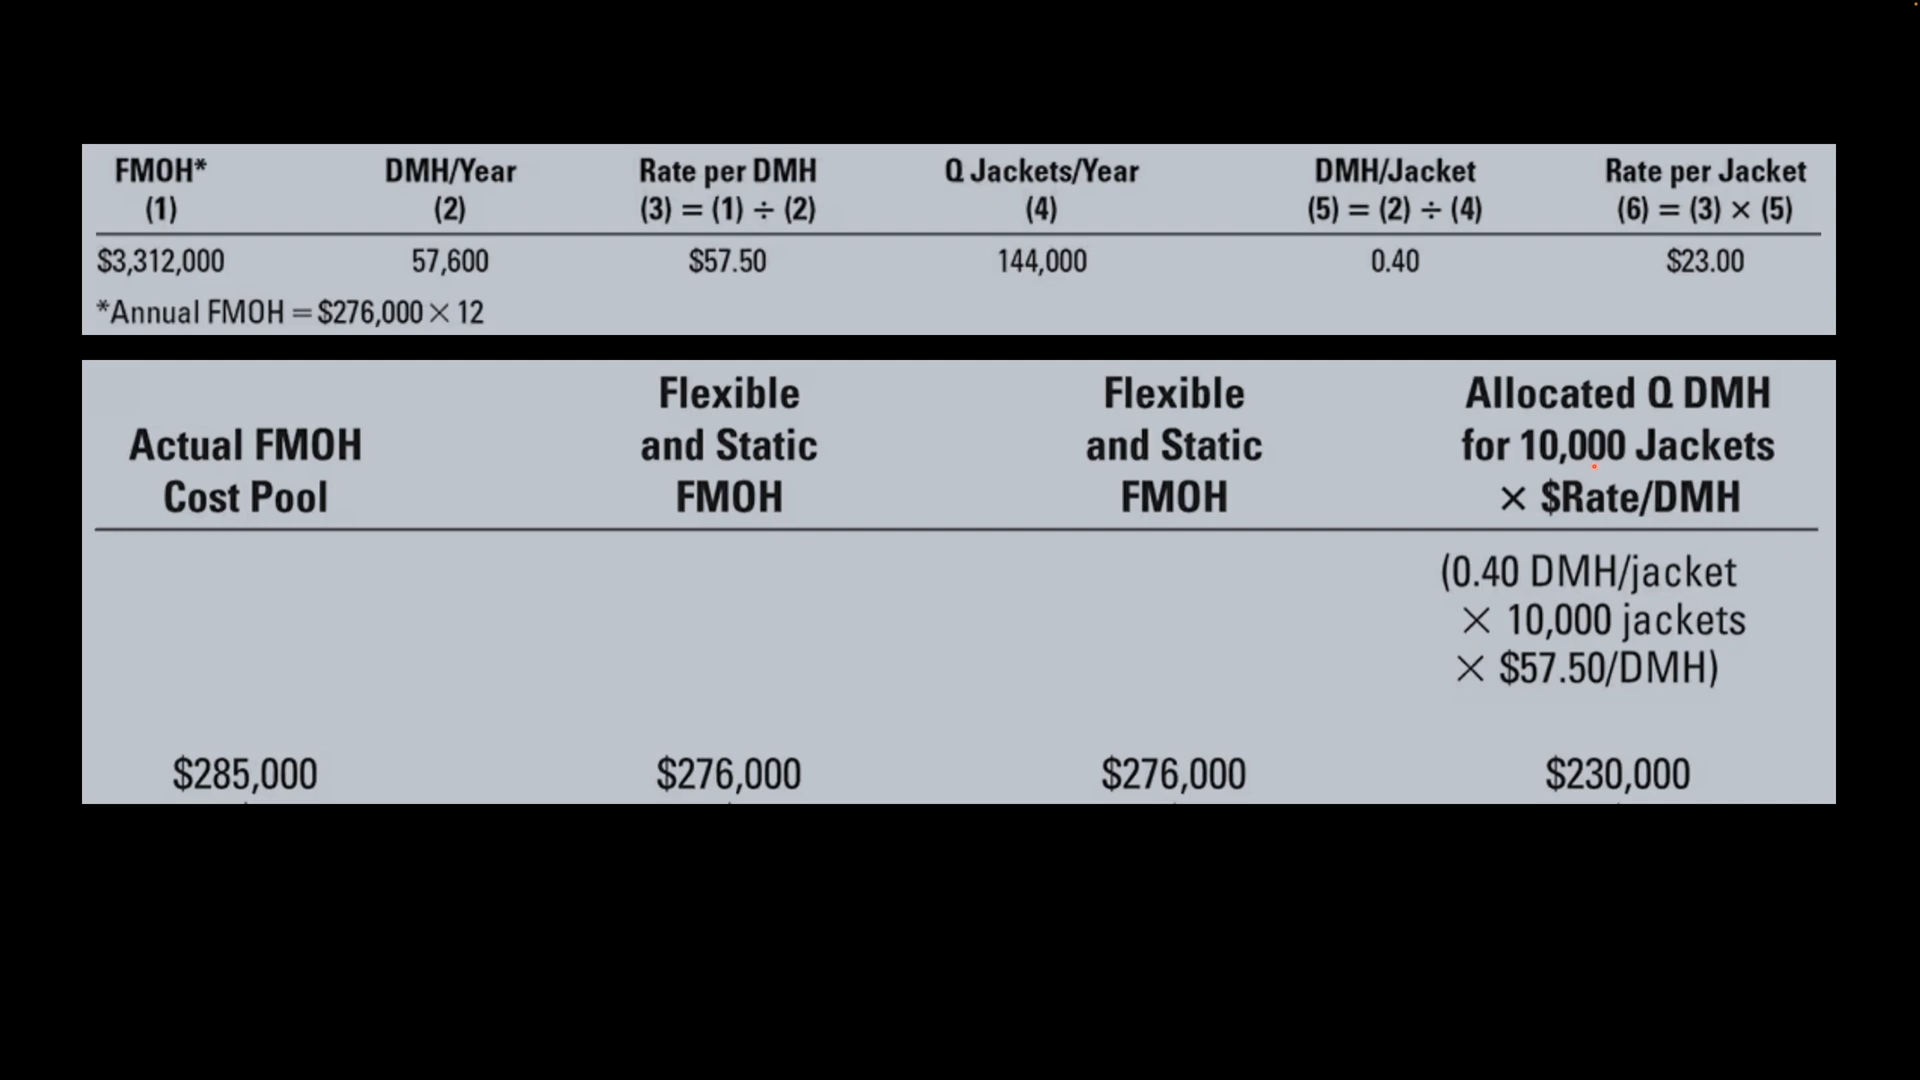 FMOH* DMH/Year Rate per DMH Q Jackets/Year DMH/Jacket Rate per Jacket
(1) (2) (3) = (1) ÷ (2) (4) (5) = (2) ÷ (4) (6) = (3) × (5)
$3,312,000 57,600 $57.50 144,000 0.40 $23.00
*Annual FMOH = $276,000 × 12
Flexible Flexible Allocated Q DMH
Actual FMOH and Static and Static for 10,000 Jackets
Cost Pool FMOH FMOH × $Rate/DMH
(0.40 DMH/jacket
× 10,000 jackets
× $57.50/DMH)
$285,000 $276,000 $276,000 $230,000